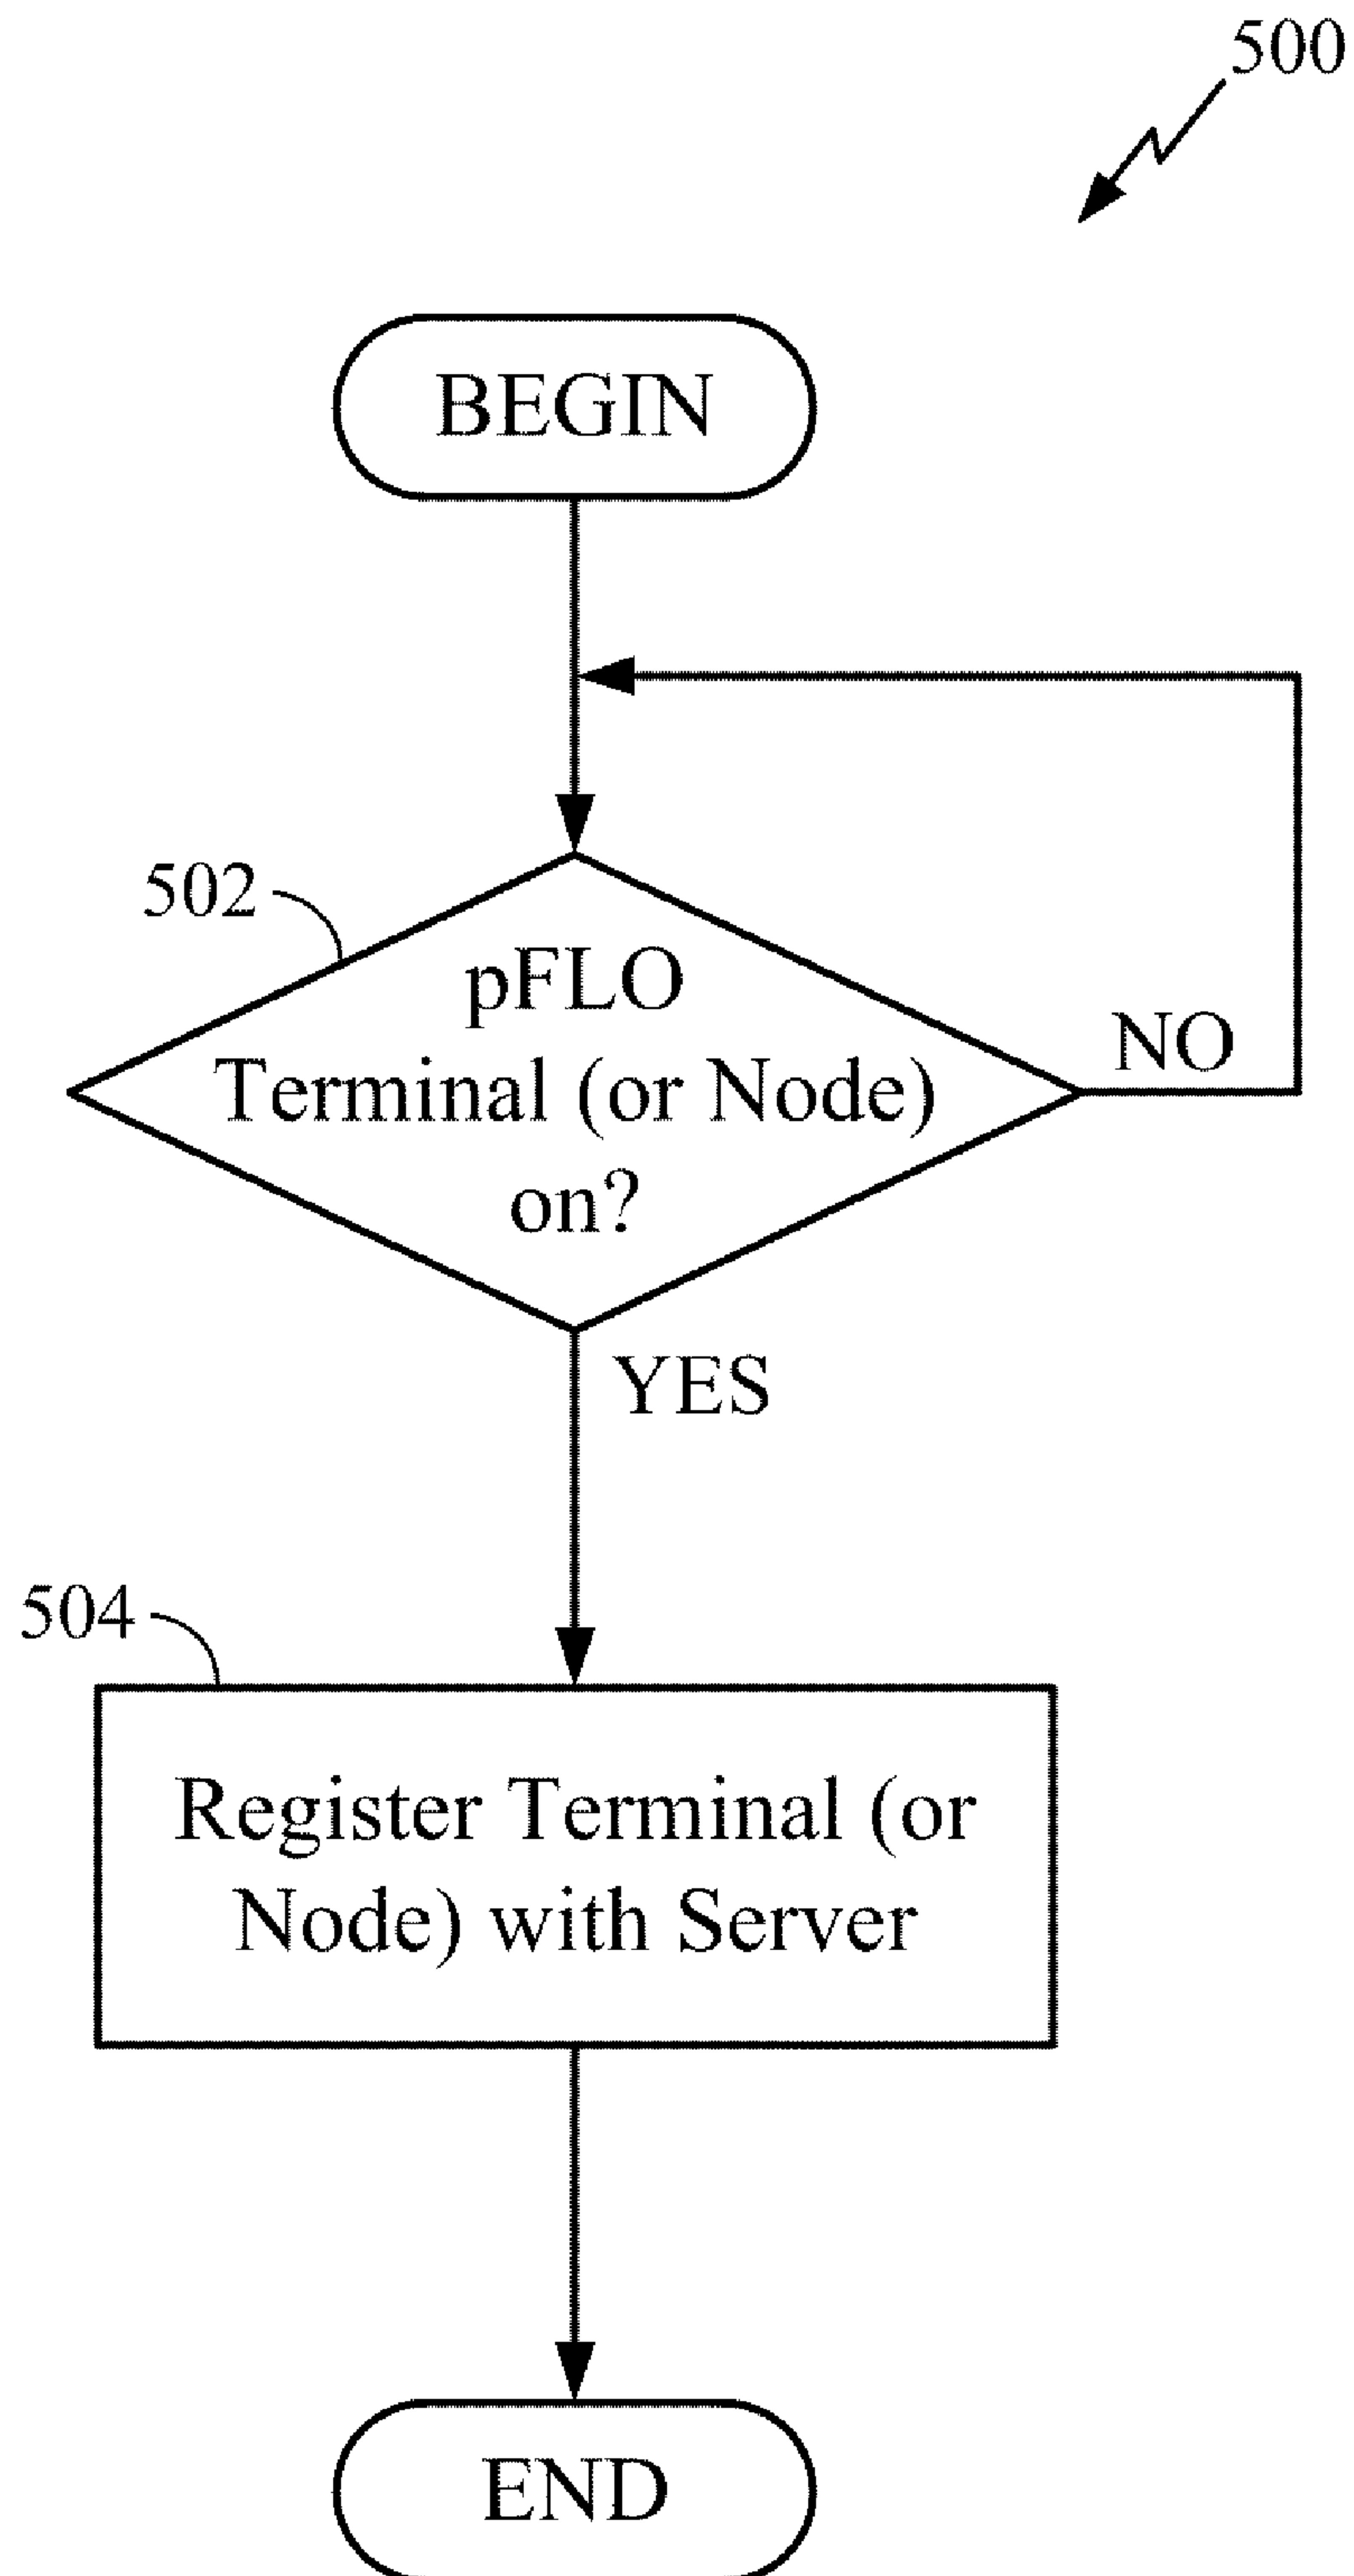 500
BEGIN
502
pFLO
Terminal (or Node)
on?
NO
YES
504
Register Terminal (or
Node) with Server
END